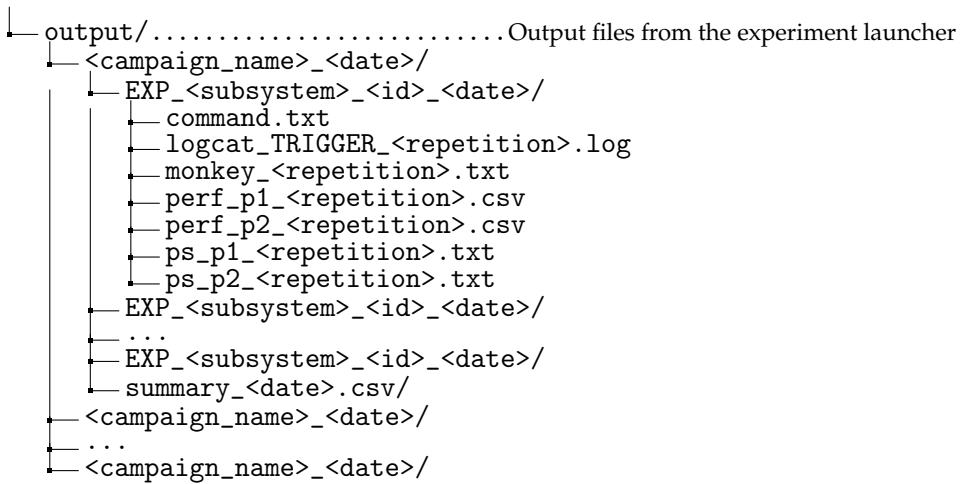 output/...........................Output files from the experiment launcher
<campaign_name>_<date>/
EXP_<subsystem>_<id>_<date>/
command.txt
logcat_TRIGGER_<repetition>.log
monkey_<repetition>.txt
perf_p1_<repetition>.csv
perf_p2_<repetition>.csv
ps_p1_<repetition>.txt
ps_p2_<repetition>.txt
EXP_<subsystem>_<id>_<date>/
...
EXP_<subsystem>_<id>_<date>/
summary_<date>.csv/
<campaign_name>_<date>/
...
<campaign_name>_<date>/